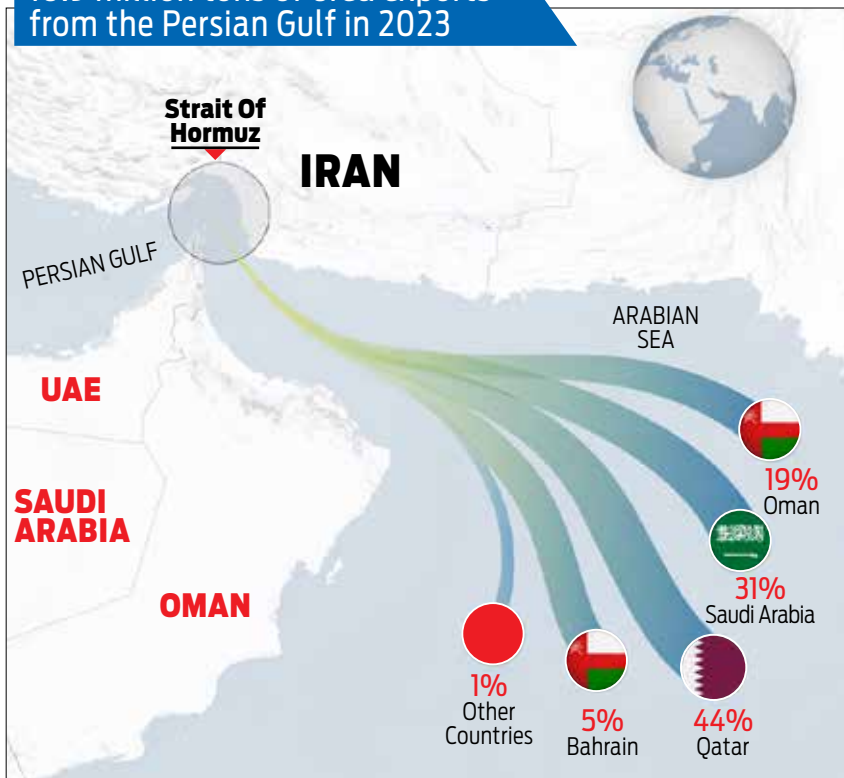 from the Persian Gulf in 2023
Strait Of
Hormuz
IRAN
PERSIAN GULF
ARABIAN
SEA
UAE
SAUDI
ARABIA
OMAN
19%
Oman
31%
Saudi Arabia
44%
Qatar
5%
Bahrain
1%
Other
Countries